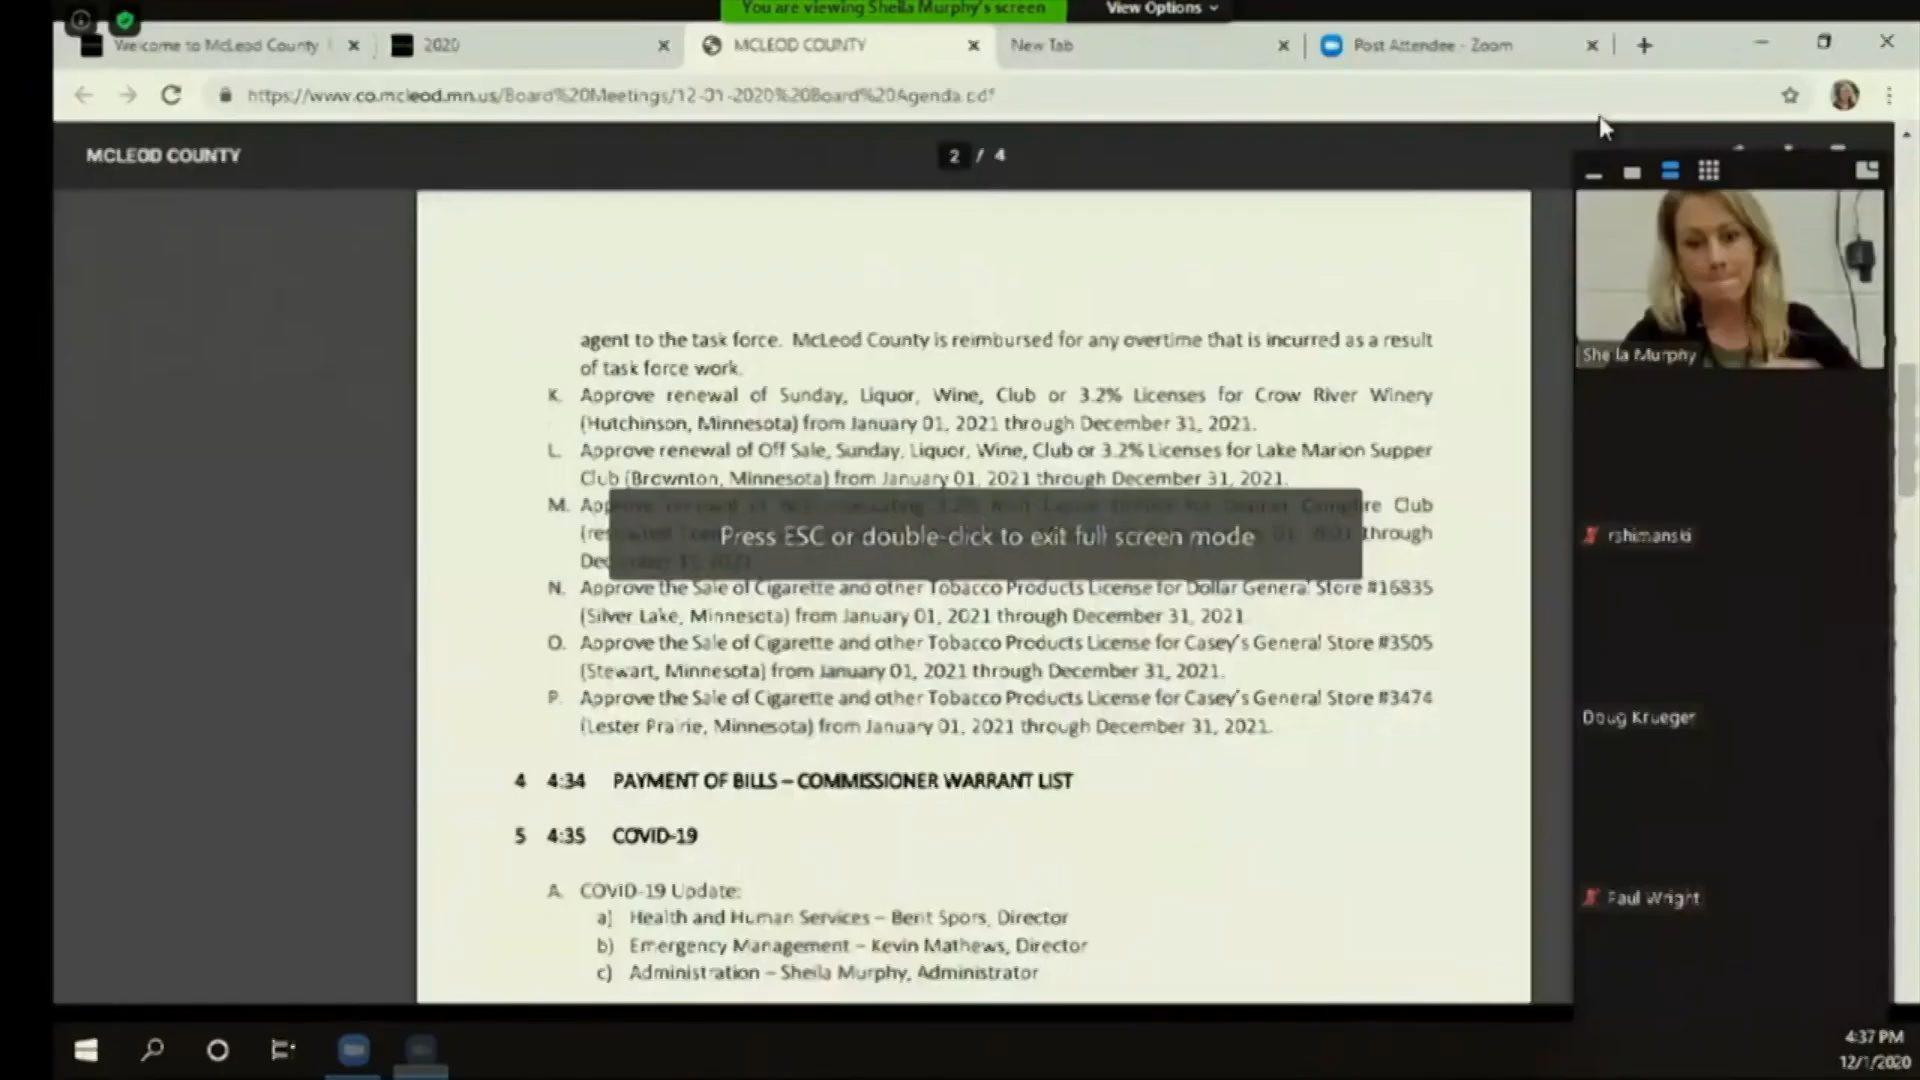 You are viewing Sheila Murphy's screen
View Options
Welcome to McLeod County
2020
MCLEOD COUNTY
New Tab
Post Attendee - Zoom
https://www.co.mcleod.mn.us/Board%20Meetings/12-01-2020%20Board%20Agenda.pdf
MCLEOD COUNTY
2 / 4
agent to the task force. McLeod County is reimbursed for any overtime that is incurred as a result
of task force work.
K. Approve renewal of Sunday, Liquor, Wine, Club or 3.2% Licenses for Crow River Winery
(Hutchinson, Minnesota) from January 01, 2021 through December 31, 2021.
L. Approve renewal of Off Sale, Sunday, Liquor, Wine, Club or 3.2% Licenses for Lake Marion Supper
Club (Brownton, Minnesota) from January 01, 2021 through December 31, 2021.
M. Club
through
Press ESC or double-click to exit full screen mode
N. Approve the Sale of Cigarette and other Tobacco Products License for Dollar General Store #16835
(Silver Lake, Minnesota) from January 01, 2021 through December 31, 2021
O. Approve the Sale of Cigarette and other Tobacco Products License for Casey's General Store #3505
(Stewart, Minnesota) from January 01, 2021 through December 31, 2021.
P. Approve the Sale of Cigarette and other Tobacco Products License for Casey's General Store #3474
(Lester Prairie, Minnesota) from January 01, 2021 through December 31, 2021.
4 4:34 PAYMENT OF BILLS – COMMISSIONER WARRANT LIST
5 4:35 COVID-19
A. COVID-19 Update:
a) Health and Human Services – Berit Spors, Director
b) Emergency Management – Kevin Mathews, Director
c) Administration – Sheila Murphy, Administrator
Sheila Murphy
rshimanski
Doug Krueger
Paul Wright
4:37 PM
12/1/2020